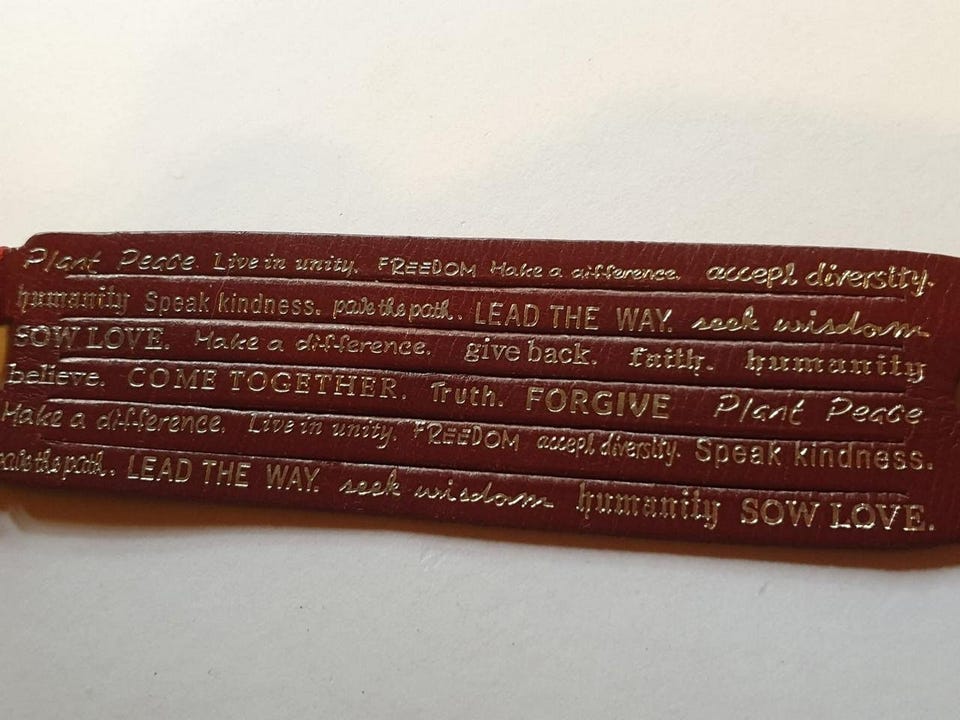 Plant Peace Live in unity. FREEDOM Make a difference. accept diversity.
humanity Speak kindness. pave the path. LEAD THE WAY. seek wisdom
SOW LOVE. Make a difference. give back. faith. humanity
believe. COME TOGETHER. Truth. FORGIVE Plant Peace
Make a difference. Live in unity. FREEDOM accept diversity. Speak kindness.
pave the path. LEAD THE WAY. seek wisdom humanity SOW LOVE.